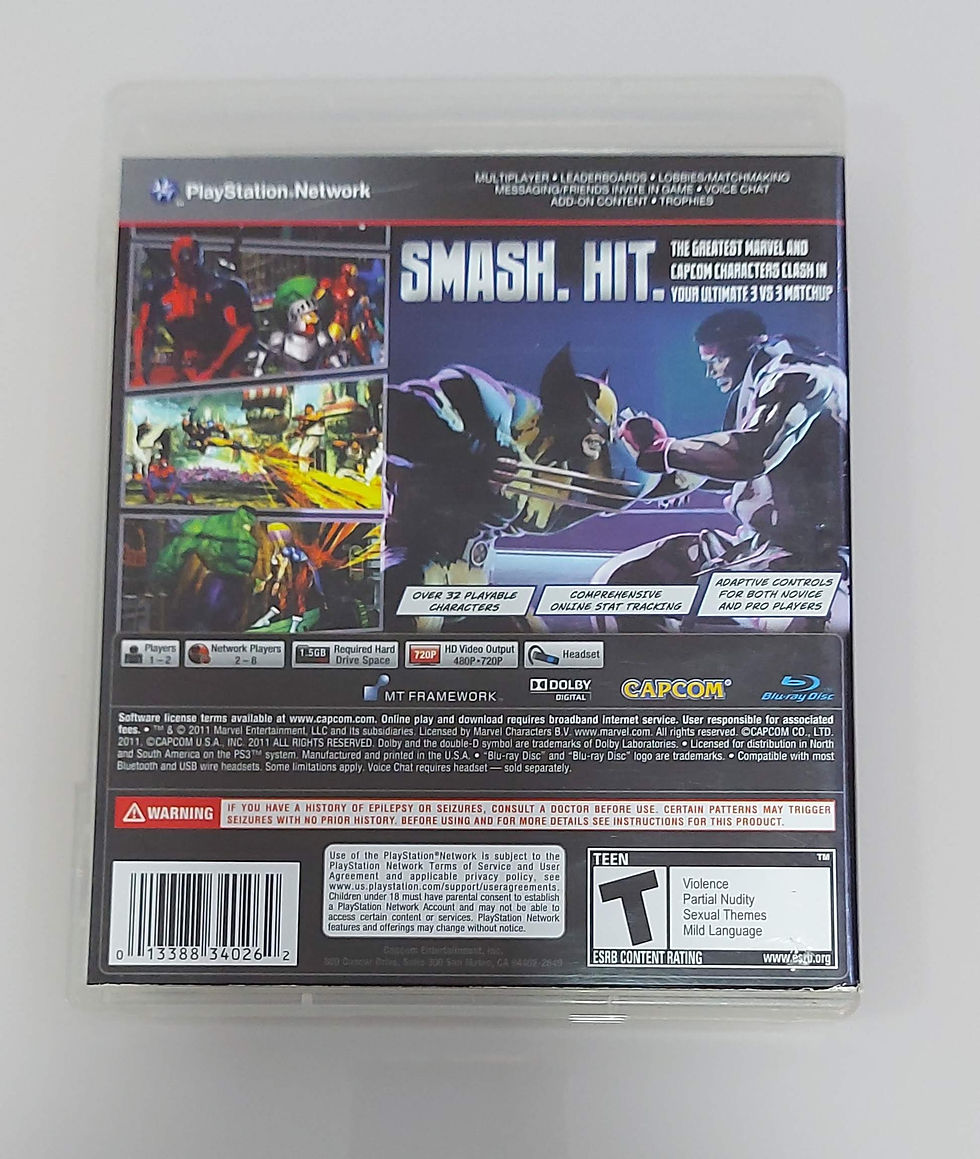 PlayStation®Network
MULTIPLAYER • LEADERBOARDS • LOBBIES/MATCHMAKING
MESSAGING/FRIENDS INVITE IN GAME • VOICE CHAT
ADD-ON CONTENT • TROPHIES
SMASH. HIT.
THE GREATEST MARVEL AND
CAPCOM CHARACTERS CLASH IN
YOUR ULTIMATE 3 VS 3 MATCHUP
OVER 32 PLAYABLE
CHARACTERS
COMPREHENSIVE
ONLINE STAT TRACKING
ADAPTIVE CONTROLS
FOR BOTH NOVICE
AND PRO PLAYERS
Players
1–2
Network Players
2–8
1.5GB
Required Hard
Drive Space
720P
HD Video Output
480P•720P
Headset
MT FRAMEWORK™
DOLBY
DIGITAL
CAPCOM®
Blu-ray Disc
Software license terms available at www.capcom.com. Online play and download requires broadband internet service. User responsible for associated
fees. • ™ & © 2011 Marvel Entertainment, LLC and its subsidiaries. Licensed by Marvel Characters B.V. www.marvel.com. All rights reserved. ©CAPCOM CO., LTD.
2011, ©CAPCOM U.S.A., INC. 2011 ALL RIGHTS RESERVED. Dolby and the double-D symbol are trademarks of Dolby Laboratories. • Licensed for distribution in North
and South America on the PS3™ system. Manufactured and printed in the U.S.A. • “Blu-ray Disc” and “Blu-ray Disc” logo are trademarks. • Compatible with most
Bluetooth and USB wire headsets. Some limitations apply. Voice Chat requires headset — sold separately.
WARNING
IF YOU HAVE A HISTORY OF EPILEPSY OR SEIZURES, CONSULT A DOCTOR BEFORE USE. CERTAIN PATTERNS MAY TRIGGER
SEIZURES WITH NO PRIOR HISTORY. BEFORE USING AND FOR MORE DETAILS SEE INSTRUCTIONS FOR THIS PRODUCT.
0 13388 34026 2
Use of the PlayStation®Network is subject to the
PlayStation Network Terms of Service and User
Agreement and applicable privacy policy, see
www.us.playstation.com/support/useragreements.
Children under 18 must have parental consent to establish
a PlayStation Network Account and may not be able to
access certain content or services. PlayStation Network
features and offerings may change without notice.
Capcom Entertainment, Inc.
800 Concar Drive, Suite 300 San Mateo, CA 94402-2649
TEEN
™
T
Violence
Partial Nudity
Sexual Themes
Mild Language
ESRB CONTENT RATING
www.esrb.org